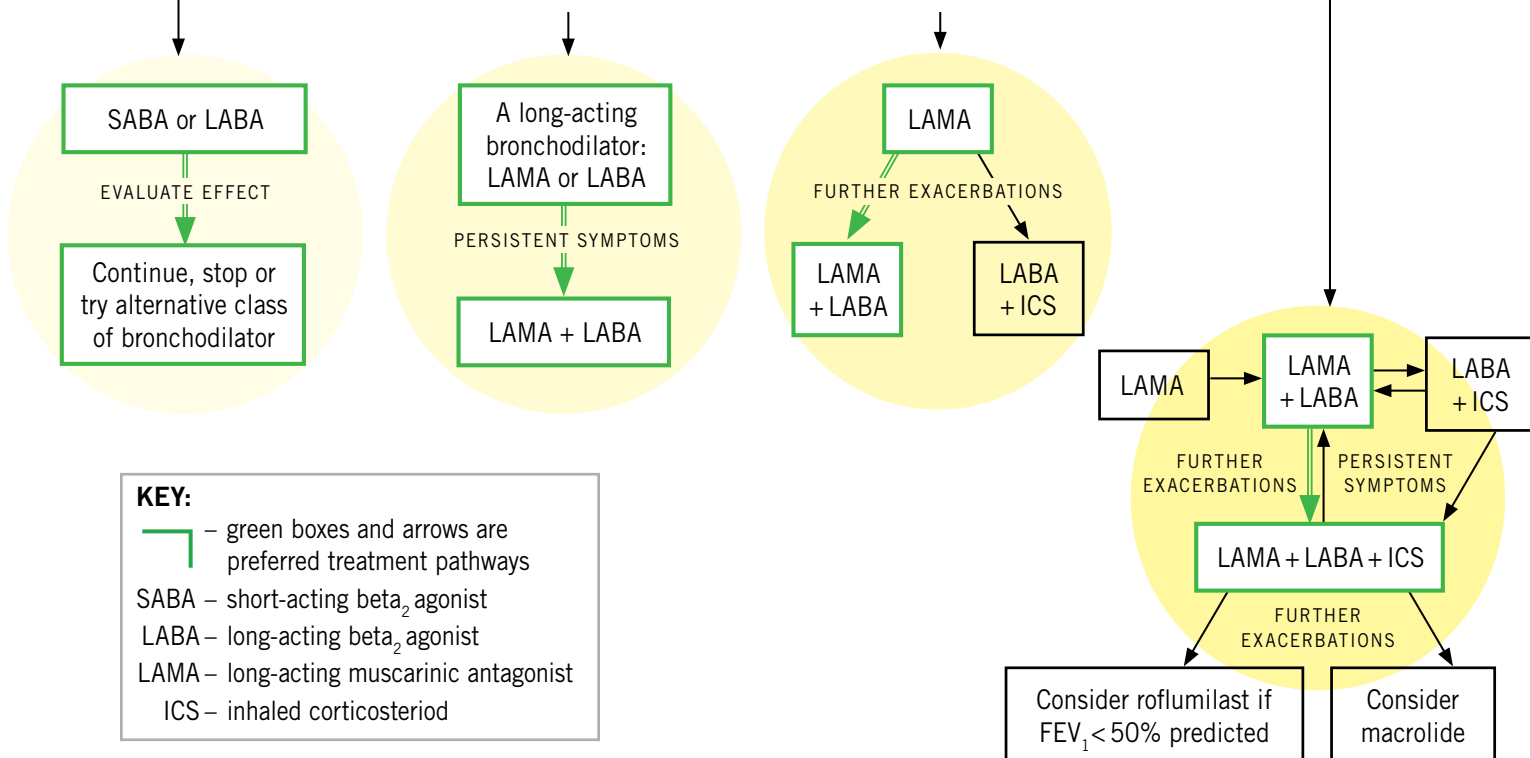 SABA or LABA
EVALUATE EFFECT
Continue, stop or
try alternative class
of bronchodilator
A long-acting
bronchodilator:
LAMA or LABA
PERSISTENT SYMPTOMS
LAMA + LABA
LAMA
FURTHER EXACERBATIONS
LAMA
+ LABA
LABA
+ ICS
LAMA
LAMA
+ LABA
LABA
+ ICS
FURTHER
EXACERBATIONS
PERSISTENT
SYMPTOMS
LAMA + LABA + ICS
FURTHER
EXACERBATIONS
Consider roflumilast if
FEV₁ < 50% predicted
Consider
macrolide
KEY:
– green boxes and arrows are
preferred treatment pathways
SABA – short-acting beta₂ agonist
LABA – long-acting beta₂ agonist
LAMA – long-acting muscarinic antagonist
ICS – inhaled corticosteriod